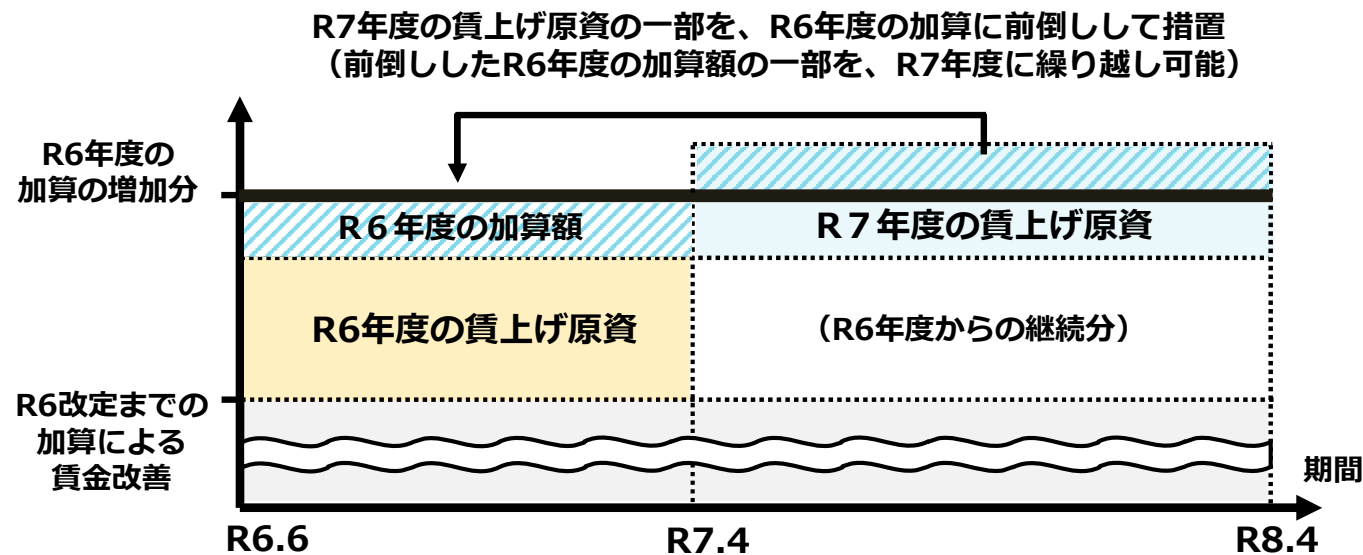 R7年度の賃上げ原資の一部を、R6年度の加算に前倒しして措置
（前倒ししたR6年度の加算額の一部を、R7年度に繰り越し可能）
R6年度の
加算の増加分
R６年度の加算額
R７年度の賃上げ原資
R6年度の賃上げ原資
（R6年度からの継続分）
R6改定までの
加算による
賃金改善
期間
R6.6
R7.4
R8.4